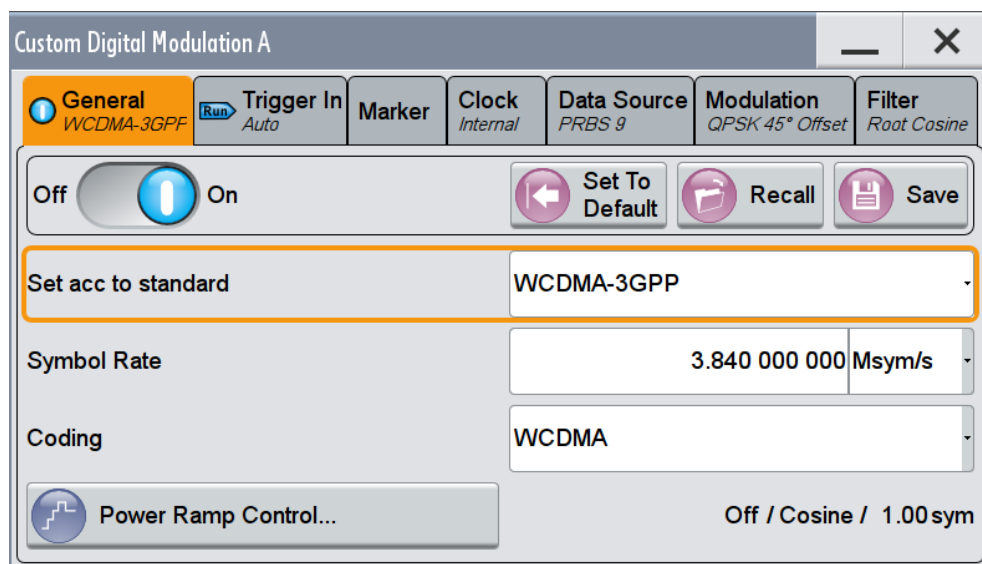 Custom Digital Modulation A
General Trigger In Marker Clock Data Source Modulation Filter
WCDMA-3GPP Run Auto Internal PRBS 9 QPSK 45° Offset Root Cosine
Off On Set To Default Recall Save
Set acc to standard WCDMA-3GPP
Symbol Rate 3.840 000 000 Msym/s
Coding WCDMA
Power Ramp Control... Off / Cosine / 1.00 sym